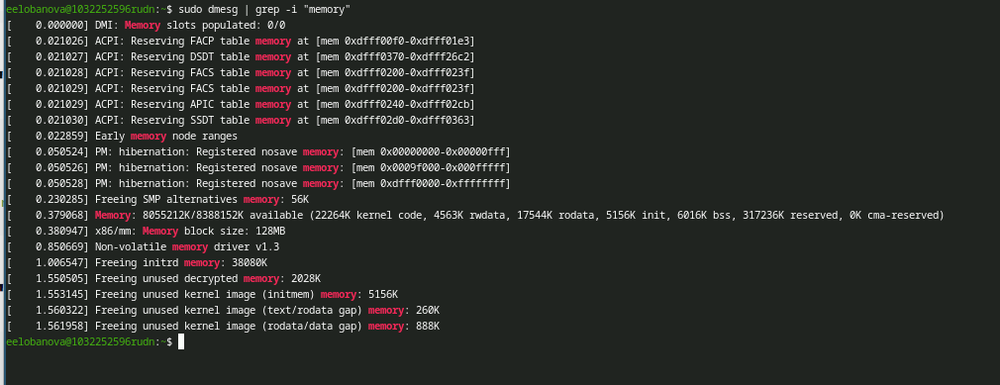 eelobanova@1032252596rudn:~$ sudo dmesg | grep -i "memory"
[    0.000000] DMI: Memory slots populated: 0/0
[    0.021026] ACPI: Reserving FACP table memory at [mem 0xdfff00f0-0xdfff01e3]
[    0.021027] ACPI: Reserving DSDT table memory at [mem 0xdfff0370-0xdfff26c2]
[    0.021028] ACPI: Reserving FACS table memory at [mem 0xdfff0200-0xdfff023f]
[    0.021029] ACPI: Reserving FACS table memory at [mem 0xdfff0200-0xdfff023f]
[    0.021029] ACPI: Reserving APIC table memory at [mem 0xdfff0240-0xdfff02cb]
[    0.021030] ACPI: Reserving SSDT table memory at [mem 0xdfff02d0-0xdfff0363]
[    0.022859] Early memory node ranges
[    0.050524] PM: hibernation: Registered nosave memory: [mem 0x00000000-0x00000fff]
[    0.050526] PM: hibernation: Registered nosave memory: [mem 0x0009f000-0x000fffff]
[    0.050528] PM: hibernation: Registered nosave memory: [mem 0xdfff0000-0xffffffff]
[    0.230285] Freeing SMP alternatives memory: 56K
[    0.379068] Memory: 8055212K/8388152K available (22264K kernel code, 4563K rwdata, 17544K rodata, 5156K init, 6016K bss, 317236K reserved, 0K cma-reserved)
[    0.380947] x86/mm: Memory block size: 128MB
[    0.850669] Non-volatile memory driver v1.3
[    1.006547] Freeing initrd memory: 38080K
[    1.550505] Freeing unused decrypted memory: 2028K
[    1.553145] Freeing unused kernel image (initmem) memory: 5156K
[    1.560322] Freeing unused kernel image (text/rodata gap) memory: 260K
[    1.561958] Freeing unused kernel image (rodata/data gap) memory: 888K
eelobanova@1032252596rudn:~$